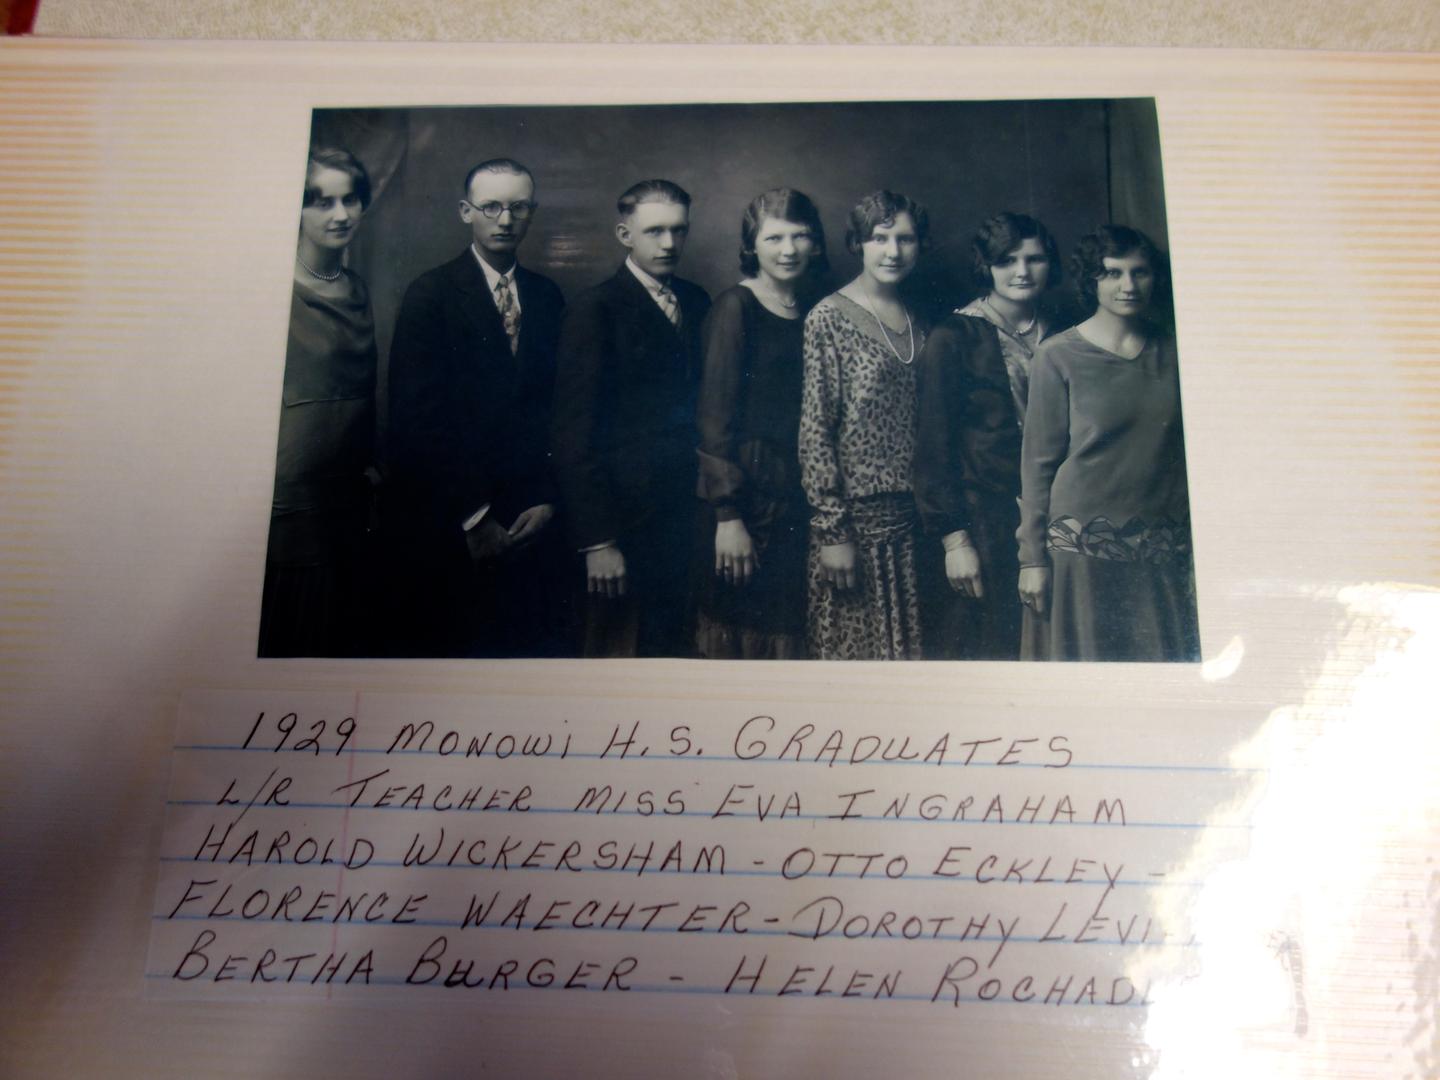 1929 MONOWI H.S. GRADUATES
L/R TEACHER MISS EVA INGRAHAM
HAROLD WICKERSHAM - OTTO ECKLEY -
FLORENCE WAECHTER - DOROTHY
BERTHA BURGER - HELEN